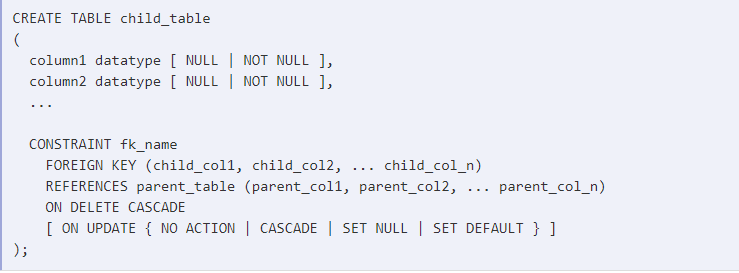 CREATE TABLE child_table
(
  column1 datatype [ NULL | NOT NULL ],
  column2 datatype [ NULL | NOT NULL ],
  ...
  CONSTRAINT fk_name
    FOREIGN KEY (child_col1, child_col2, ... child_col_n)
    REFERENCES parent_table (parent_col1, parent_col2, ... parent_col_n)
    ON DELETE CASCADE
    [ ON UPDATE { NO ACTION | CASCADE | SET NULL | SET DEFAULT } ]
);